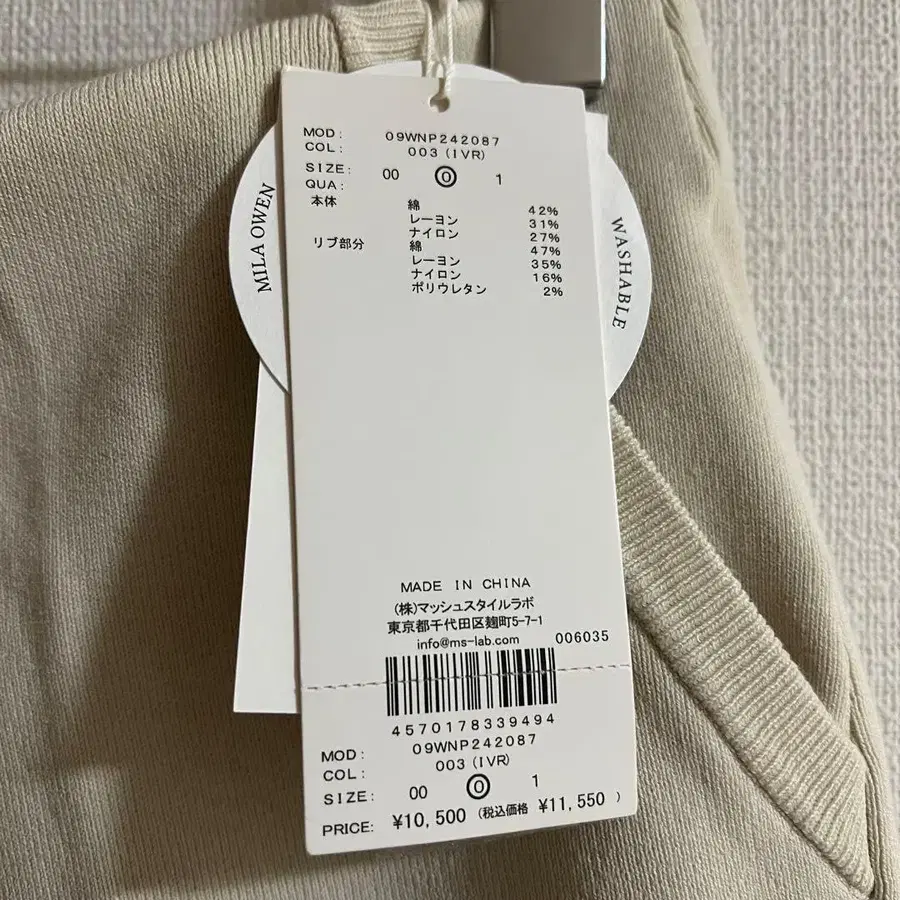 MILA OWEN
WASHABLE
MOD: 09WNP242087
COL: 003 (IVR)
SIZE: 00 0 1
QUA:
本体 綿 42%
レーヨン 31%
ナイロン 27%
リブ部分 綿 47%
レーヨン 35%
ナイロン 16%
ポリウレタン 2%
MADE IN CHINA
(株)マッシュスタイルラボ
東京都千代田区麹町5-7-1
info@ms-lab.com 006035
4570178339494
MOD: 09WNP242087
COL: 003 (IVR)
SIZE: 00 0 1
PRICE: ¥10,500 (税込価格 ¥11,550 )